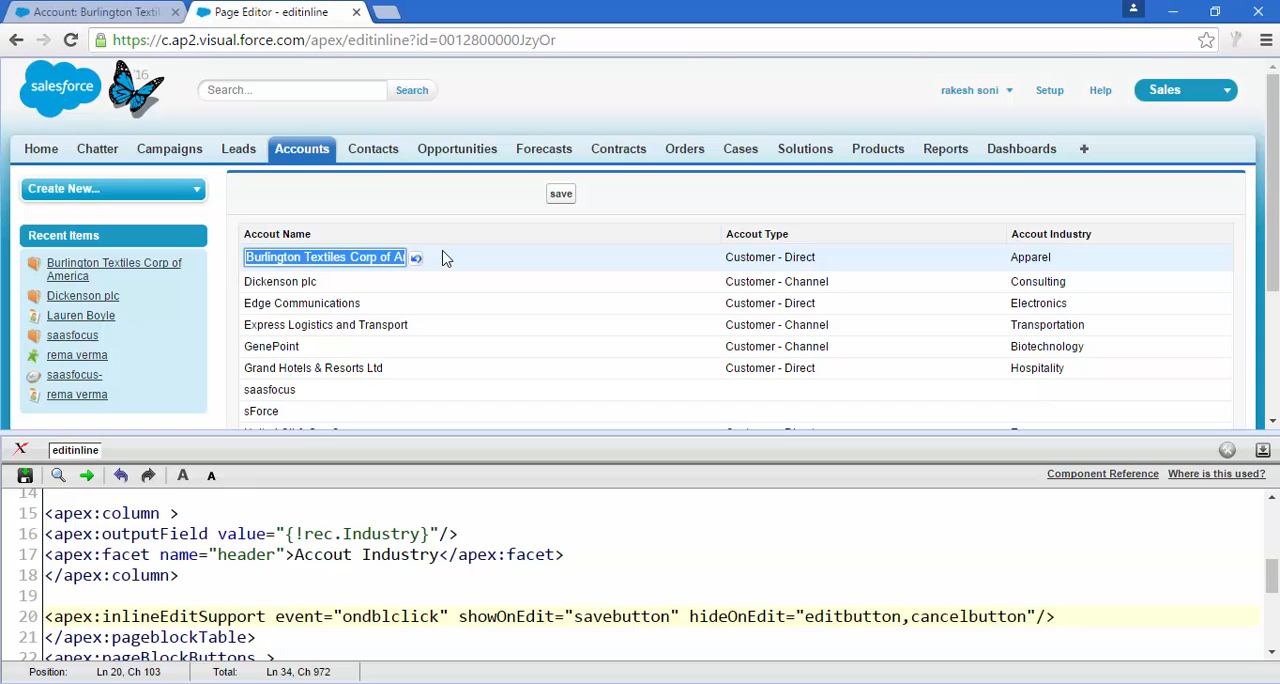 Account: Burlington Textil
Page Editor - editinline
https://c.ap2.visual.force.com/apex/editinline?id=0012800000JzyOr
salesforce
'16
Search...
Search
rakesh soni
Setup
Help
Sales
Home Chatter Campaigns Leads Accounts Contacts Opportunities Forecasts Contracts Orders Cases Solutions Products Reports Dashboards +
Create New...
save
Recent Items
Burlington Textiles Corp of
America
Dickenson plc
Lauren Boyle
saasfocus
rema verma
saasfocus-
rema verma
Accout Name Accout Type Accout Industry
Burlington Textiles Corp of A Customer - Direct Apparel
Dickenson plc Customer - Channel Consulting
Edge Communications Customer - Direct Electronics
Express Logistics and Transport Customer - Channel Transportation
GenePoint Customer - Channel Biotechnology
Grand Hotels & Resorts Ltd Customer - Direct Hospitality
saasfocus
sForce
editinline
A A
Component Reference Where is this used?
14
15 <apex:column >
16 <apex:outputField value="{!rec.Industry}"/>
17 <apex:facet name="header">Accout Industry</apex:facet>
18 </apex:column>
19
20 <apex:inlineEditSupport event="ondblclick" showOnEdit="savebutton" hideOnEdit="editbutton,cancelbutton"/>
21 </apex:pageblockTable>
22 <apex:pageBlockButtons >
Position: Ln 20, Ch 103 Total: Ln 34, Ch 972